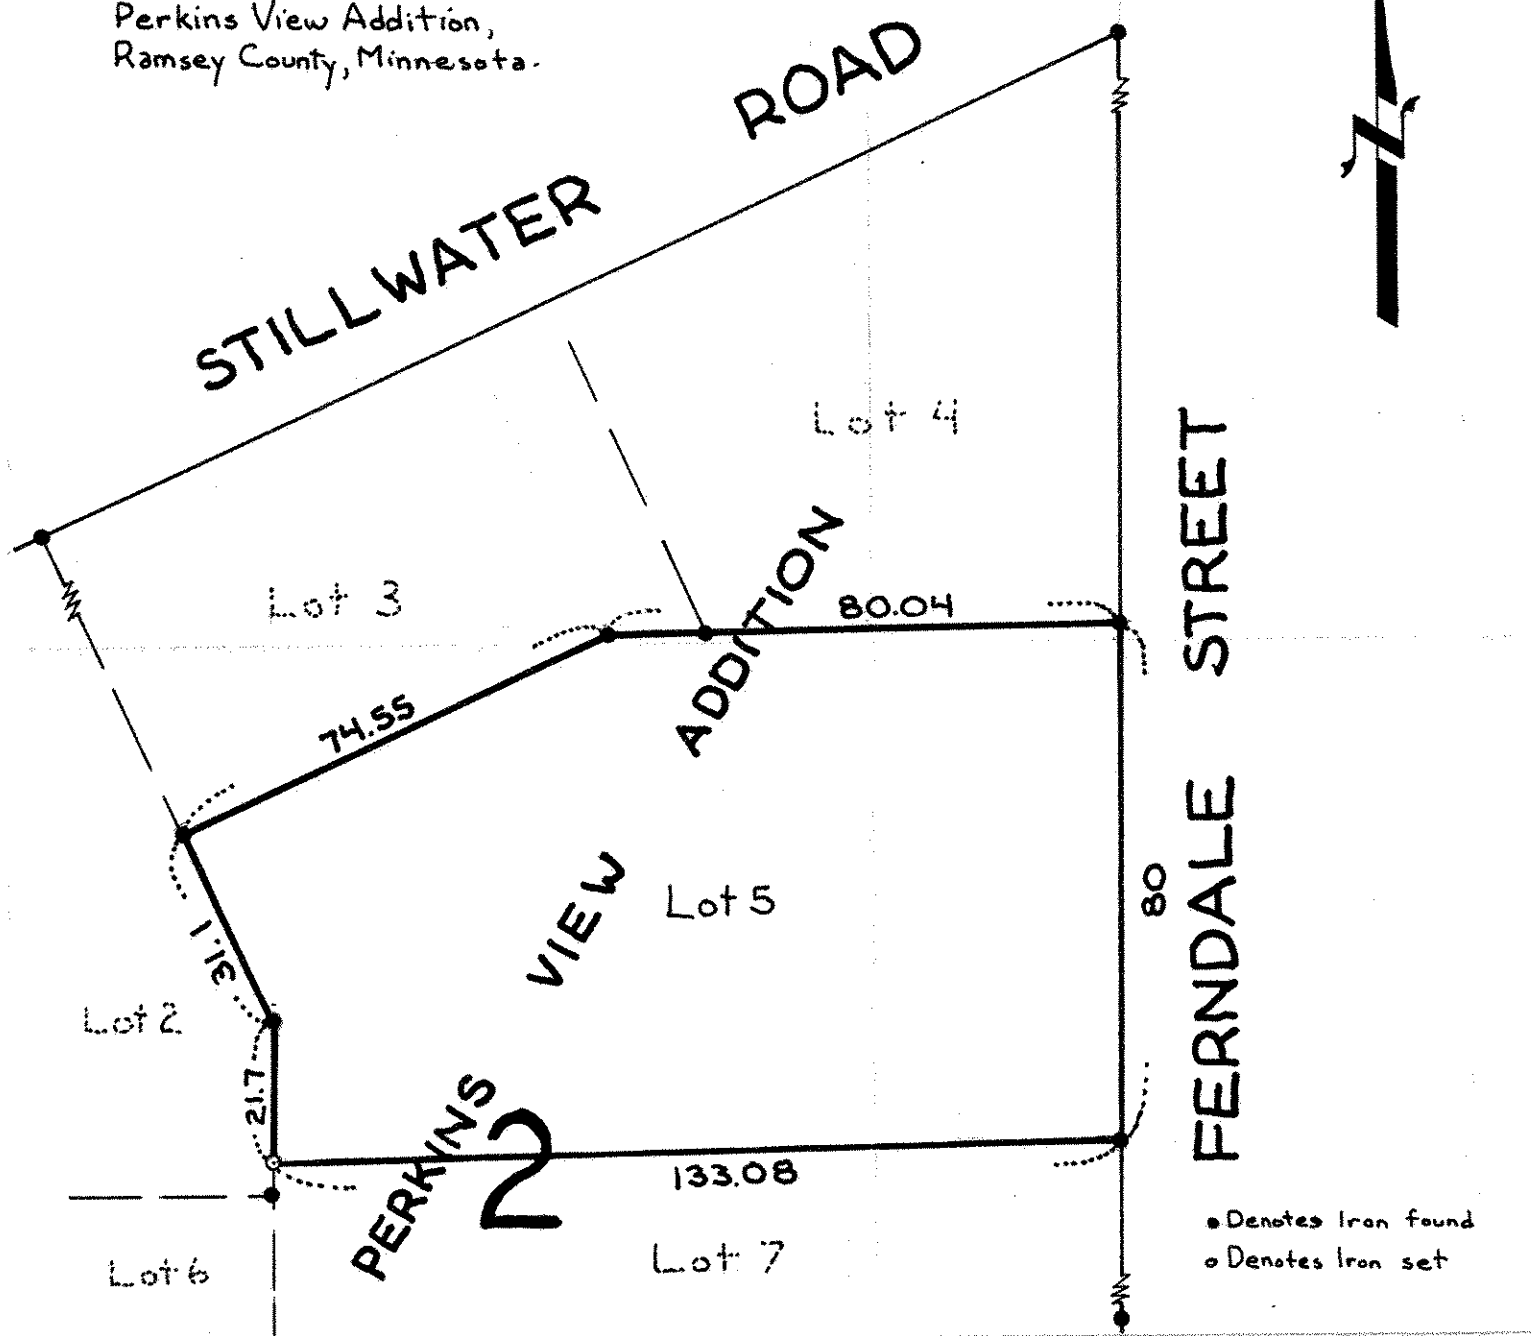 Perkins View Addition,
Ramsey County, Minnesota.
STILLWATER ROAD
Lot 4
Lot 3
80.04
74.55
FERNDALE STREET
80
PERKINS VIEW ADDITION
Lot 5
31.1
Lot 2
21.7
2
133.08
Lot 7
Lot 6
• Denotes Iron found
o Denotes Iron set